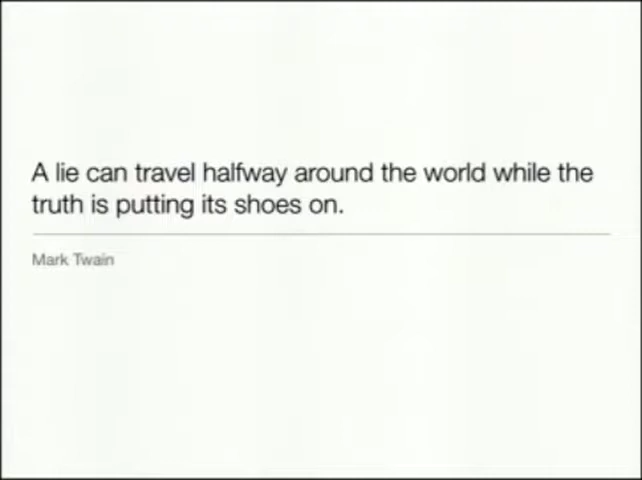 A lie can travel halfway around the world while the
truth is putting its shoes on.
Mark Twain